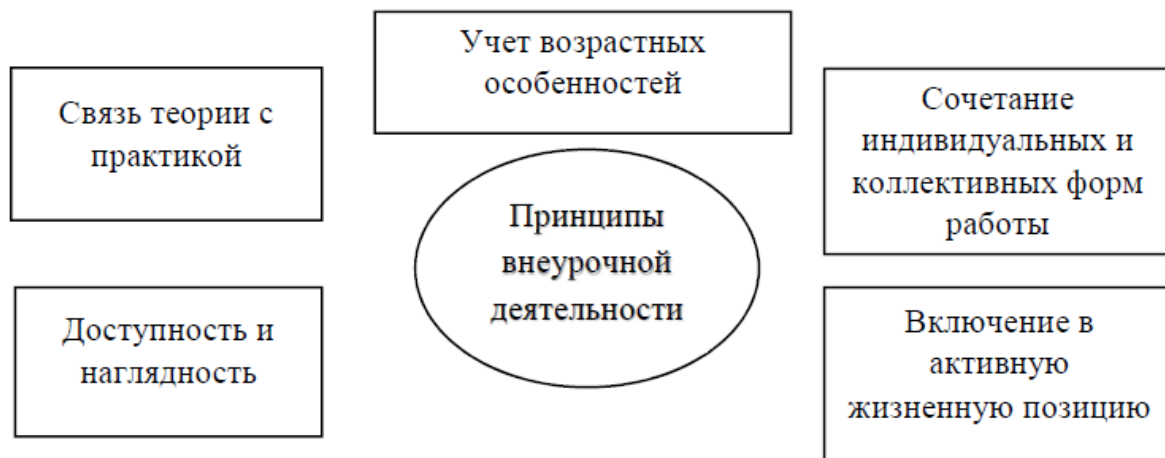 Учет возрастных
особенностей
Связь теории с
практикой
Сочетание
индивидуальных и
коллективных форм
работы
Принципы
внеурочной
деятельности
Доступность и
наглядность
Включение в
активную
жизненную позицию